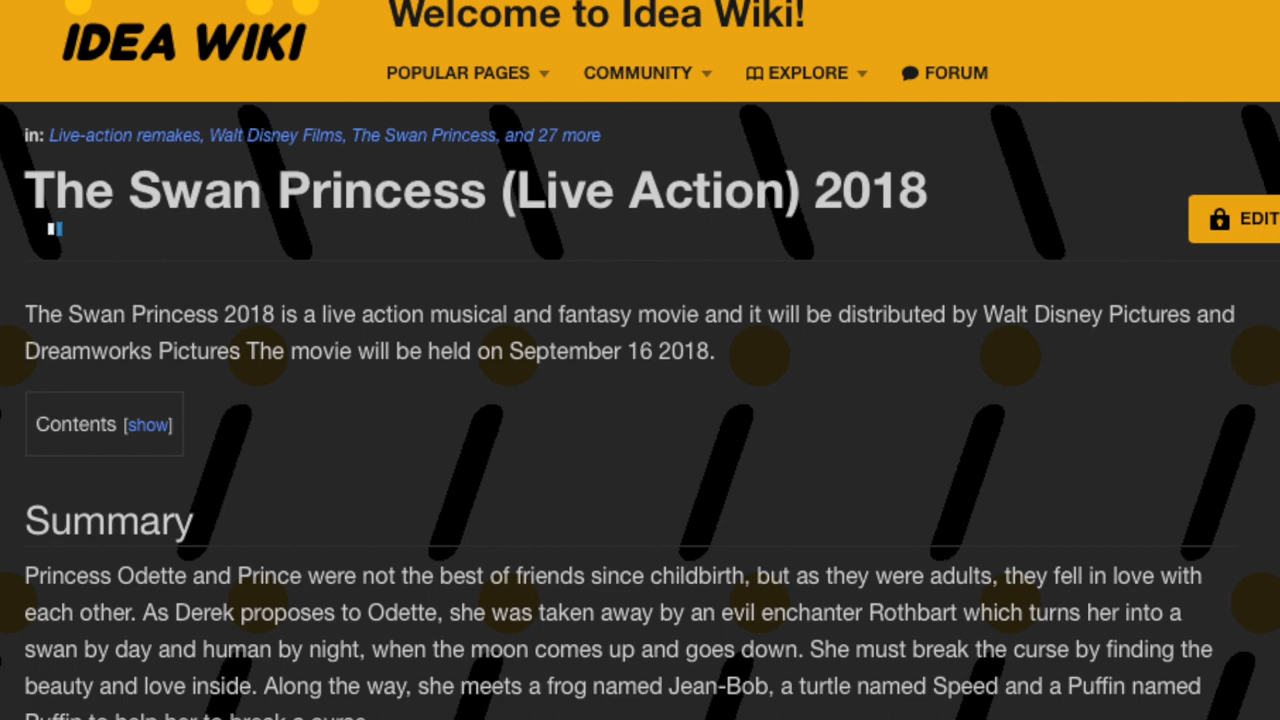 Welcome to Idea Wiki!
IDEA WIKI
POPULAR PAGES COMMUNITY EXPLORE FORUM
in: Live-action remakes, Walt Disney Films, The Swan Princess, and 27 more
The Swan Princess (Live Action) 2018
EDIT
The Swan Princess 2018 is a live action musical and fantasy movie and it will be distributed by Walt Disney Pictures and
Dreamworks Pictures The movie will be held on September 16 2018.
Contents [show]
Summary
Princess Odette and Prince were not the best of friends since childbirth, but as they were adults, they fell in love with
each other. As Derek proposes to Odette, she was taken away by an evil enchanter Rothbart which turns her into a
swan by day and human by night, when the moon comes up and goes down. She must break the curse by finding the
beauty and love inside. Along the way, she meets a frog named Jean-Bob, a turtle named Speed and a Puffin named
Puffin to help her to break a curse.